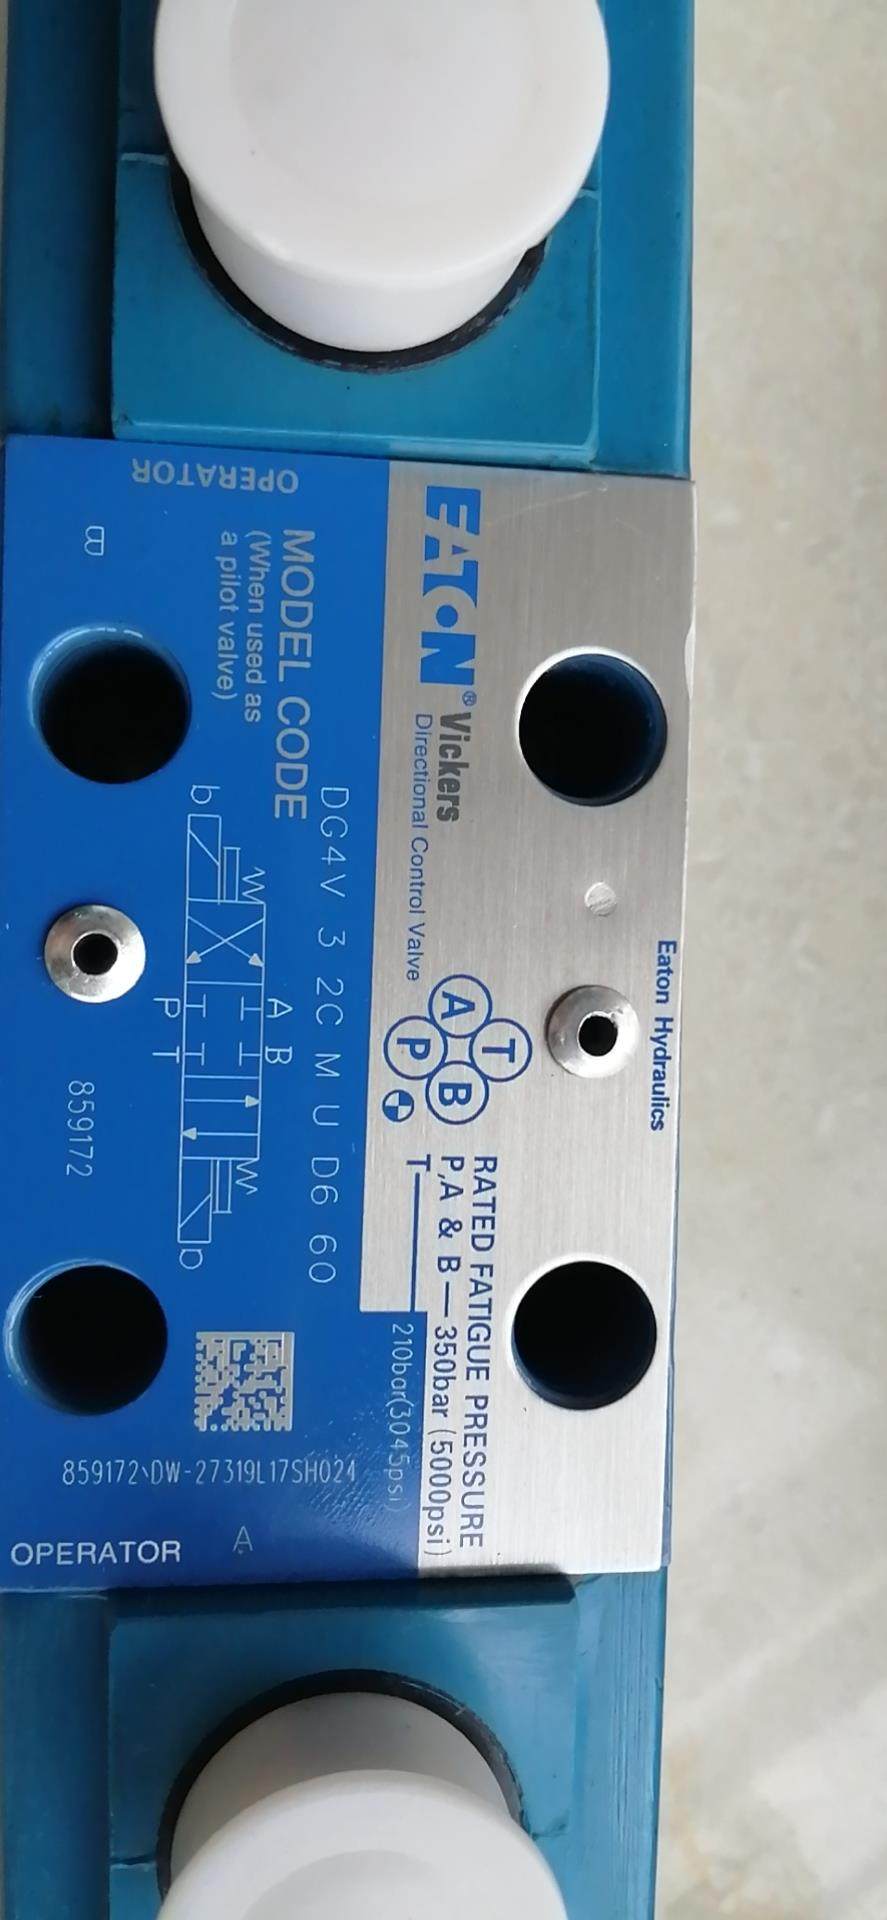 Eaton Hydraulics
EATON® Vickers
Directional Control Valve
A T
P B
RATED FATIGUE PRESSURE
P,A & B — 350bar (5000psi)
T— 210bar(3045psi)
MODEL CODE
(When used as
a pilot valve)
DG4V 3 2C M U D6 60
OPERATOR
B
b
A B
P T
a
859172
859172\DW-27319L17SH024
OPERATOR
A